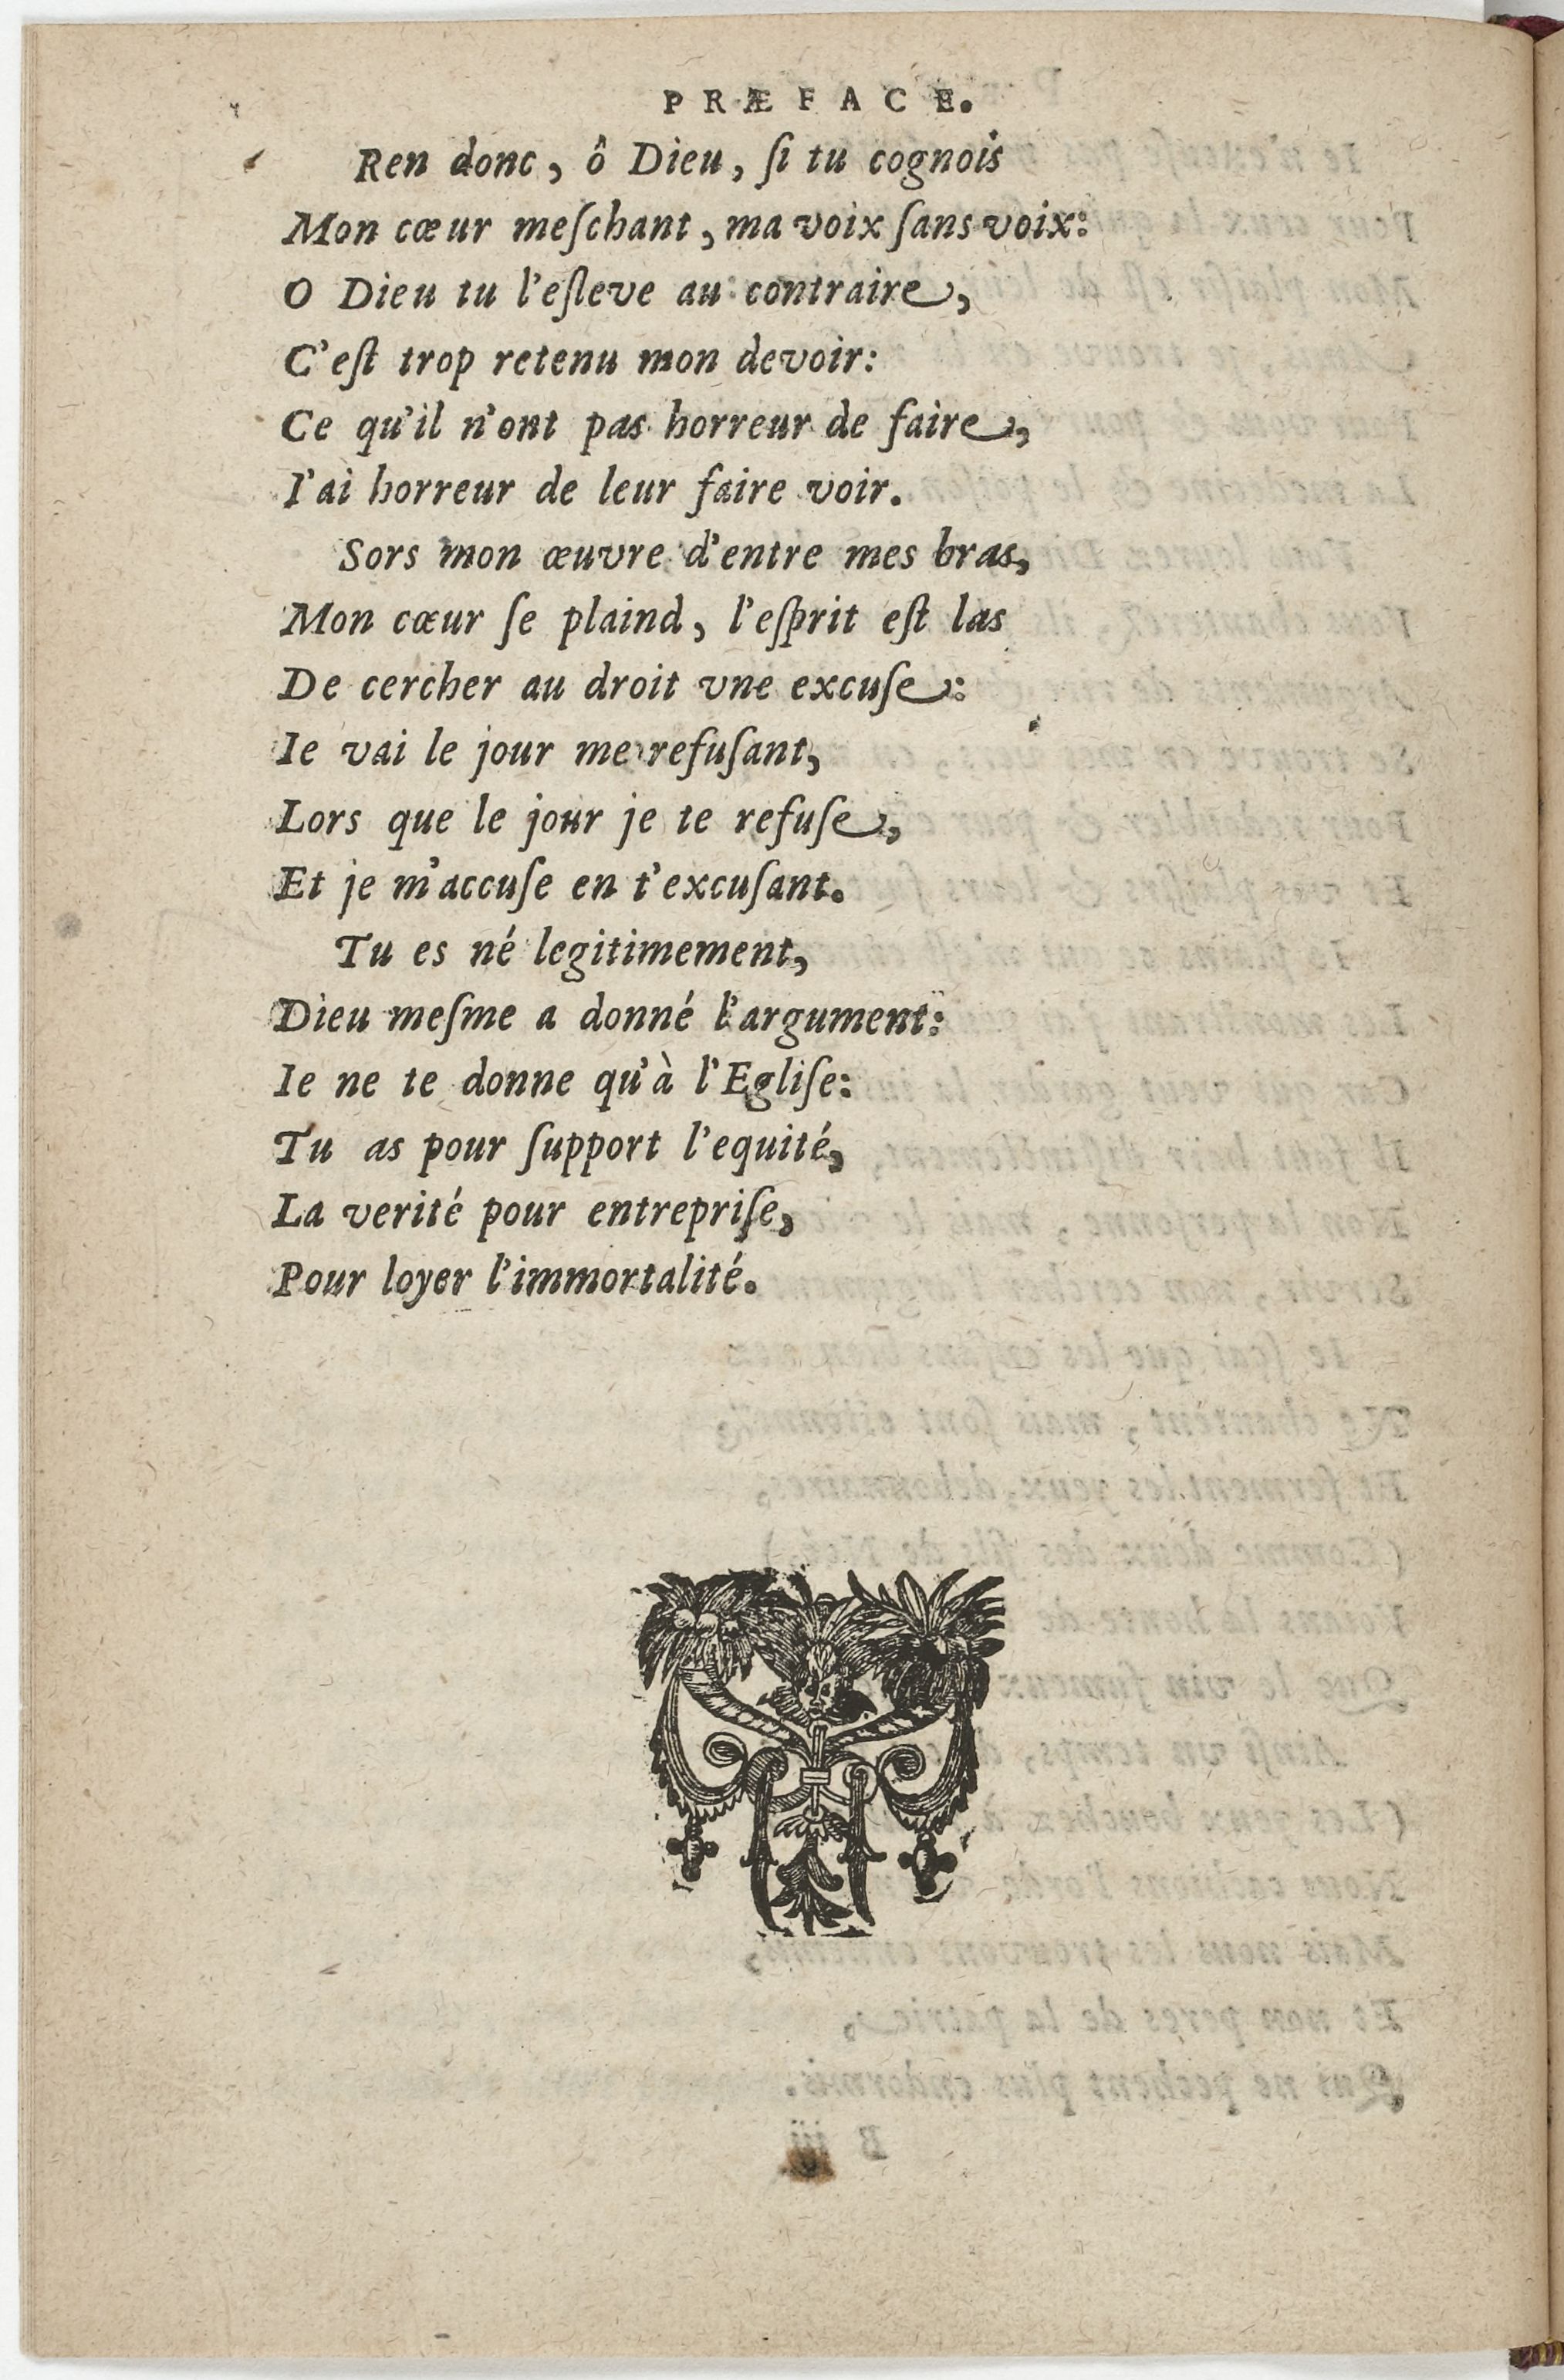 PRÆFACE.
Ren donc, ô Dieu, ſi tu cognois
Mon cœur meſchant, ma voix ſans voix:
O Dieu tu l'eſleve au contraire,
C'eſt trop retenu mon devoir:
Ce qu'il n'ont pas horreur de faire,
I'ai horreur de leur faire voir.
Sors mon œuvre d'entre mes bras,
Mon cœur ſe plaind, l'eſprit eſt las
De cercher au droit vne excuſe:
Ie vai le jour me refuſant,
Lors que le jour je te refuſe,
Et je m'accuſe en t'excuſant.
Tu es né legitimement,
Dieu meſme a donné l'argument:
Ie ne te donne qu'à l'Egliſe:
Tu as pour ſupport l'equité,
La verité pour entrepriſe,
Pour loyer l'immortalité.